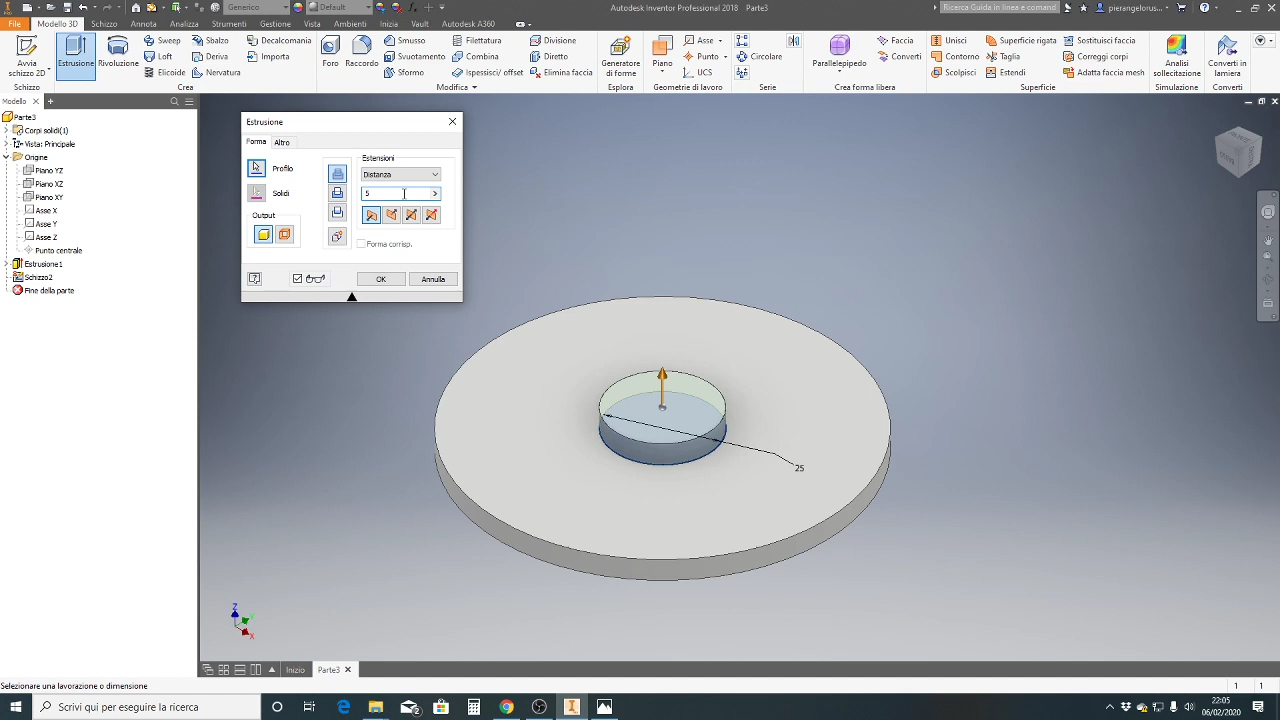 Generico
Default
Autodesk Inventor Professional 2018 Parte3
Ricerca Guida in linea e comand
pierangelorus...
File Modello 3D Schizzo Annota Analizza Strumenti Gestione Vista Ambienti Inizia Vault Autodesk A360
Avvia schizzo 2D
Estrusione
Rivoluzione
Sweep
Sbalzo
Decalcomania
Loft
Deriva
Importa
Elicoide
Nervatura
Foro
Raccordo
Smusso
Filettatura
Divisione
Svuotamento
Combina
Diretto
Sformo
Ispessisci/ offset
Elimina faccia
Generatore di forme
Piano
Asse
Punto
UCS
Circolare
Parallelepipedo
Faccia
Converti
Unisci
Superficie rigata
Sostituisci faccia
Contorno
Taglia
Correggi corpi
Scolpisci
Estendi
Adatta faccia mesh
Analisi sollecitazione
Converti in lamiera
Schizzo Crea Modifica Esplora Geometrie di lavoro Serie Crea forma libera Superficie Simulazione Converti
Modello
Parte3
Corpi solidi(1)
Vista: Principale
Origine
Piano YZ
Piano XZ
Piano XY
Asse X
Asse Y
Asse Z
Punto centrale
Estrusione1
Schizzo2
Fine della parte
Estrusione
Forma Altro
Profilo
Solidi
Output
Estensioni
Distanza
5
Forma corrisp.
OK Annulla
25
Z
Y
X
Inizio Parte3
Selezionare una lavorazione o dimensione
1 1
Scrivi qui per eseguire la ricerca
2
22:05
06/02/2020